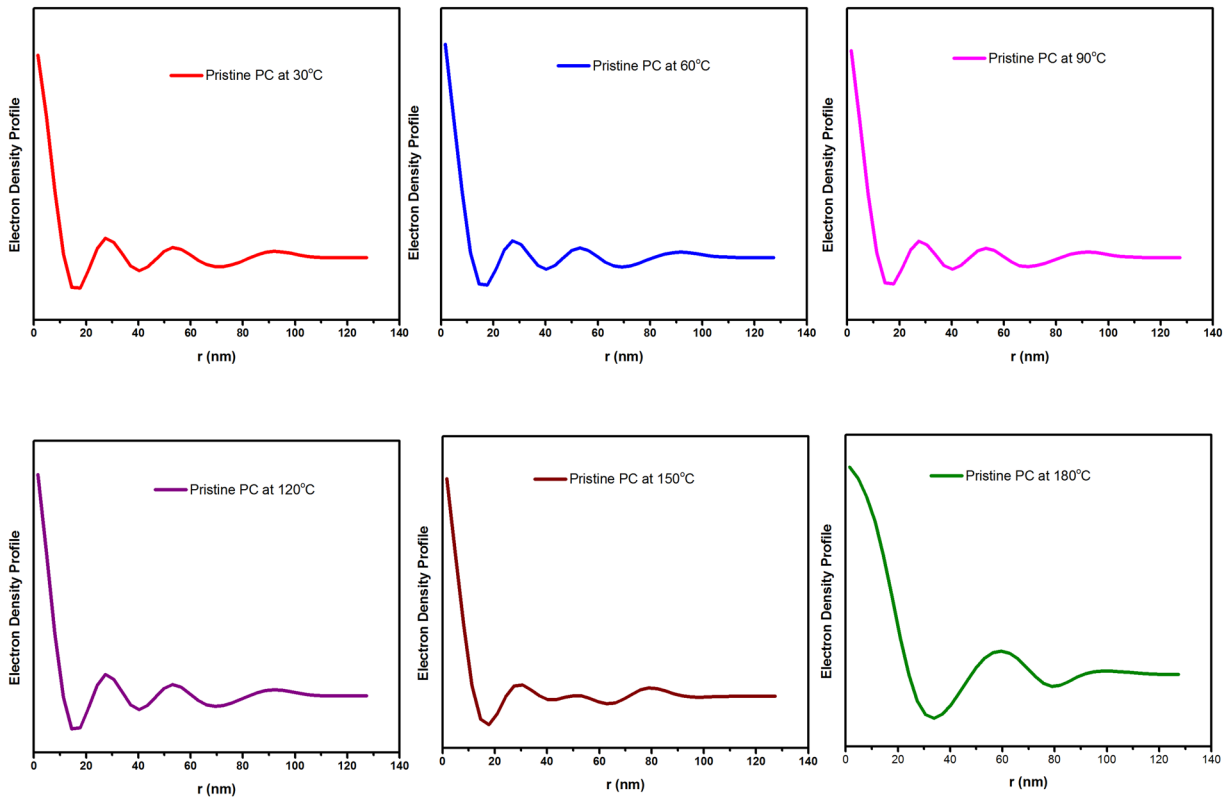 Electron Density Profile
Pristine PC at 30°C
0 20 40 60 80 100 120 140
r (nm)
Electron Density Profile
Pristine PC at 60°C
0 20 40 60 80 100 120 140
r (nm)
Electron Density Profile
Pristine PC at 90°C
0 20 40 60 80 100 120 140
r (nm)
Electron Density Profile
Pristine PC at 120°C
0 20 40 60 80 100 120 140
r (nm)
Electron Density Profile
Pristine PC at 150°C
0 20 40 60 80 100 120 140
r (nm)
Electron Density Profile
Pristine PC at 180°C
0 20 40 60 80 100 120 140
r (nm)